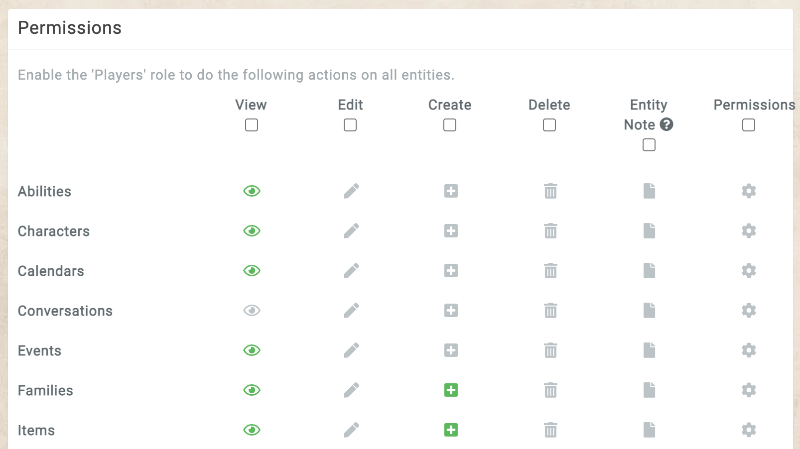 Permissions
Enable the 'Players' role to do the following actions on all entities.
View Edit Create Delete Entity Note ? Permissions
Abilities
Characters
Calendars
Conversations
Events
Families
Items